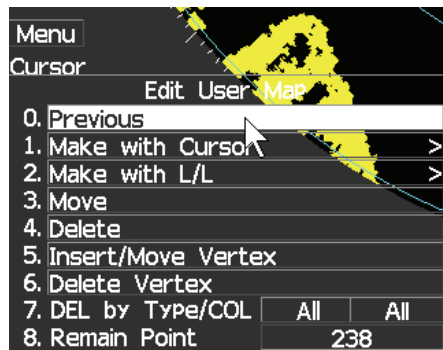 Menu
Cursor
Edit User Map
0. Previous
1. Make with Cursor >
2. Make with L/L >
3. Move
4. Delete
5. Insert/Move Vertex
6. Delete Vertex
7. DEL by Type/COL All All
8. Remain Point 238